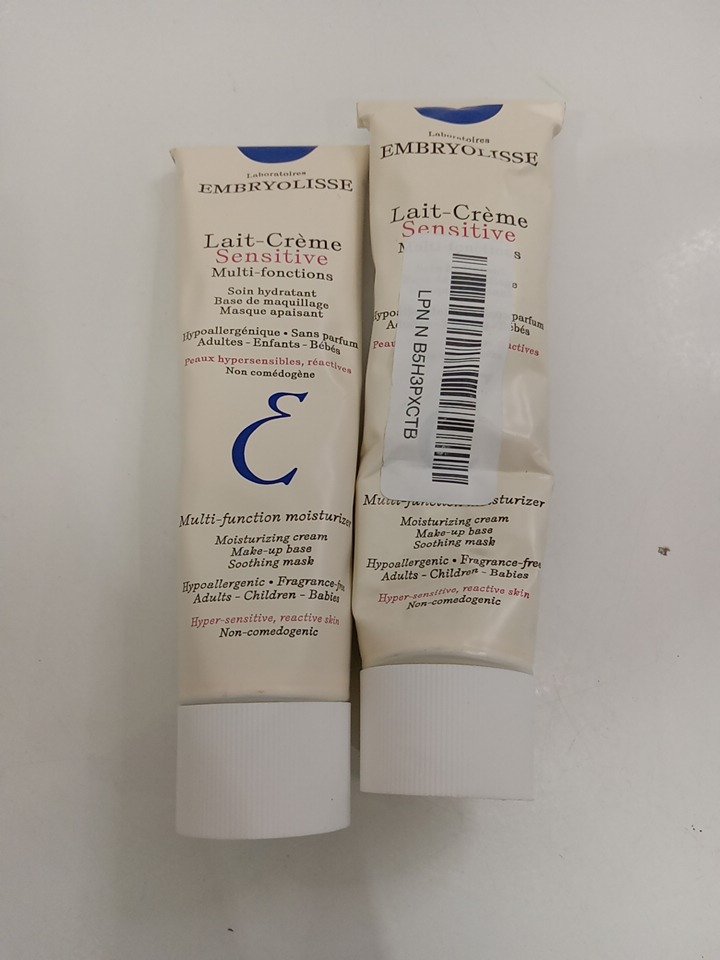 Laboratoires
EMBRYOLISSE
Lait-Crème
Sensitive
Multi-fonctions
Soin hydratant
Base de maquillage
Masque apaisant
Hypoallergénique • Sans parfum
Adultes - Enfants - Bébés
Peaux hypersensibles, réactives
Non comédogène
Multi-function moisturizer
Moisturizing cream
Make-up base
Soothing mask
Hypoallergenic • Fragrance-free
Adults - Children - Babies
Hyper-sensitive, reactive skin
Non-comedogenic
Laboratoires
EMBRYOLISSE
Lait-Crème
Sensitive
LPN N B5H3PXCTB
Multi-function moisturizer
Moisturizing cream
Make-up base
Soothing mask
Hypoallergenic • Fragrance-free
Adults - Children - Babies
Hyper-sensitive, reactive skin
Non-comedogenic